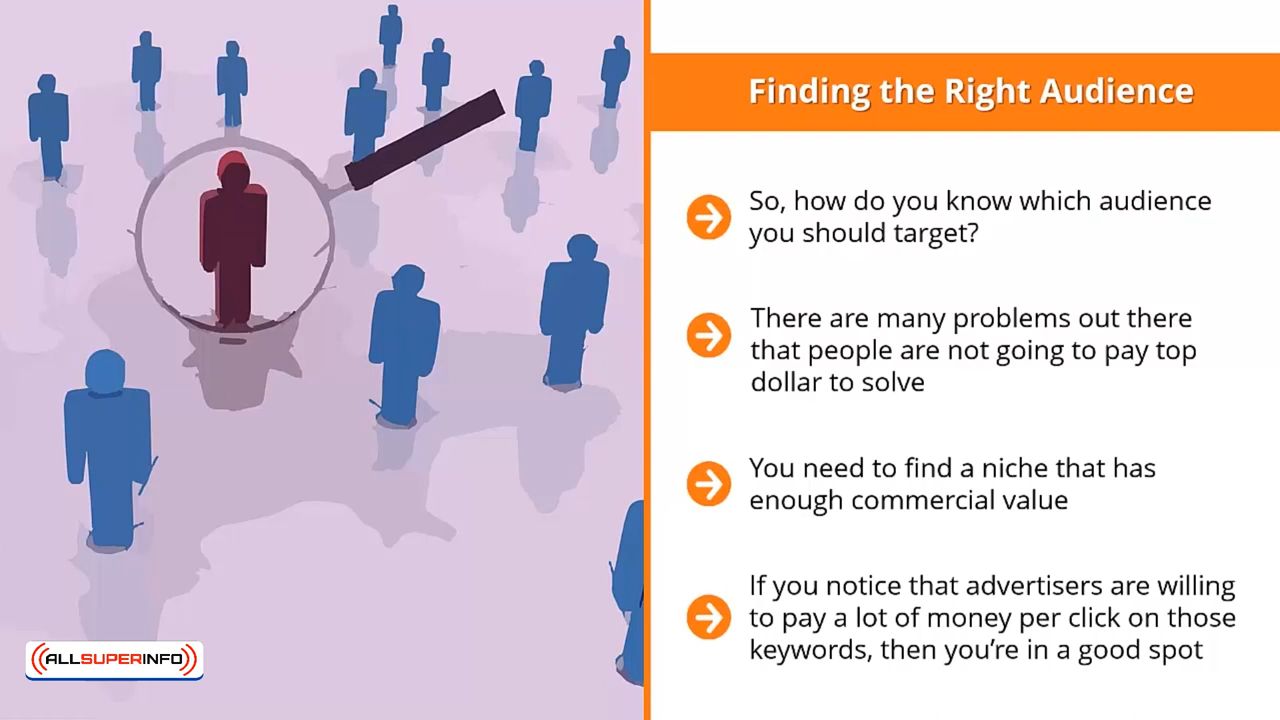 Finding the Right Audience
So, how do you know which audience
you should target?
There are many problems out there
that people are not going to pay top
dollar to solve
You need to find a niche that has
enough commercial value
If you notice that advertisers are willing
to pay a lot of money per click on those
keywords, then you’re in a good spot
ALLSUPERINFO